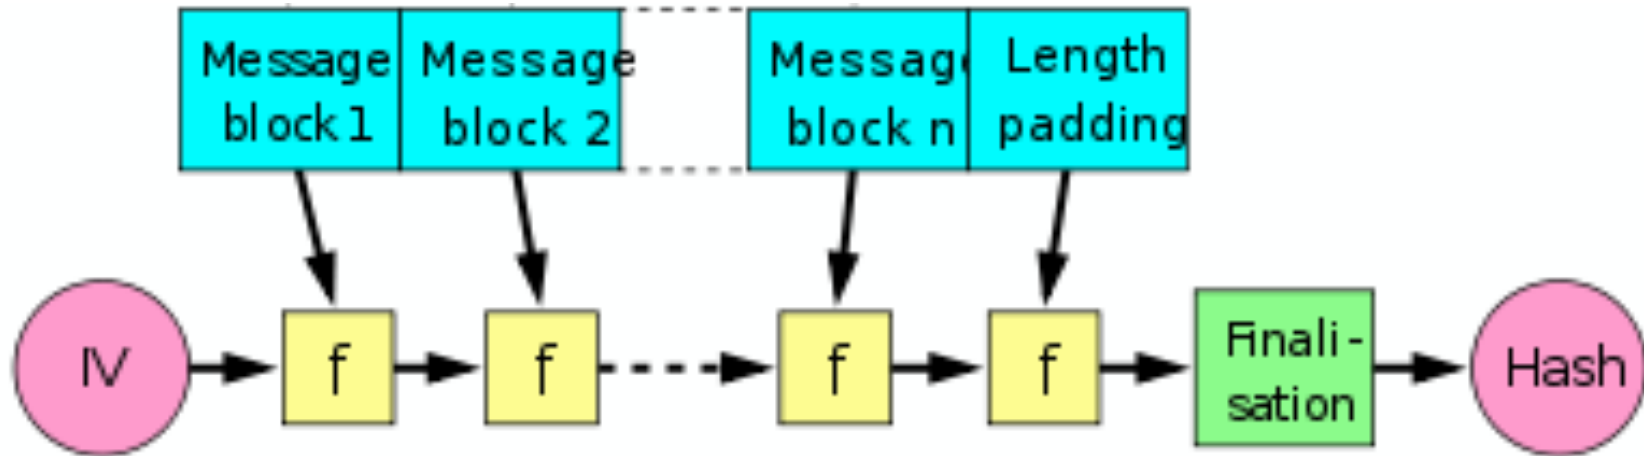 Message
block 1
Message
block 2
Message
block n
Length
padding
IV
f
f
f
f
Finali-
sation
Hash